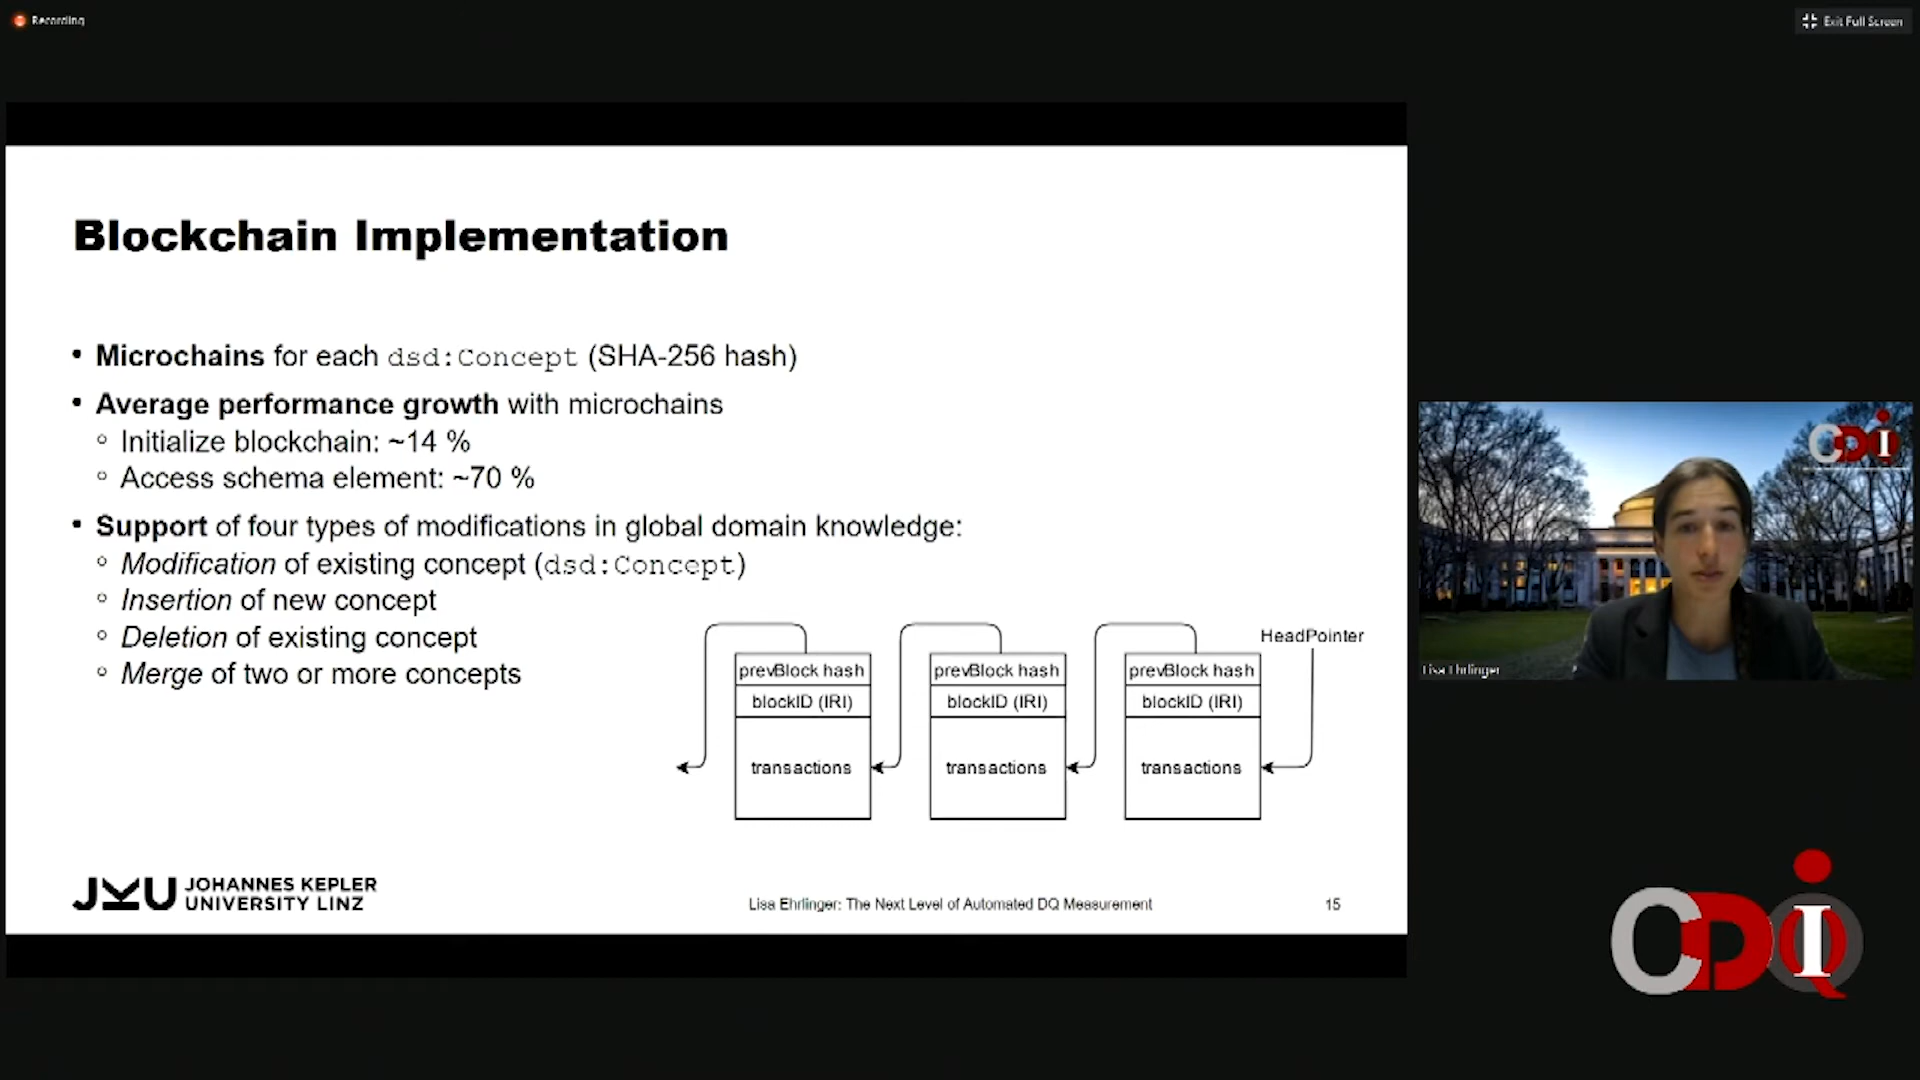 Recording
Exit Full Screen
Blockchain Implementation
• Microchains for each dsd:Concept (SHA-256 hash)
• Average performance growth with microchains
○ Initialize blockchain: ~14 %
○ Access schema element: ~70 %
• Support of four types of modifications in global domain knowledge:
○ Modification of existing concept (dsd:Concept)
○ Insertion of new concept
○ Deletion of existing concept
○ Merge of two or more concepts
HeadPointer
prevBlock hash prevBlock hash prevBlock hash
blockID (IRI) blockID (IRI) blockID (IRI)
transactions transactions transactions
JKU JOHANNES KEPLER
UNIVERSITY LINZ
Lisa Ehrlinger: The Next Level of Automated DQ Measurement
15
CDOIQ
Lisa Ehrlinger
CDOIQ